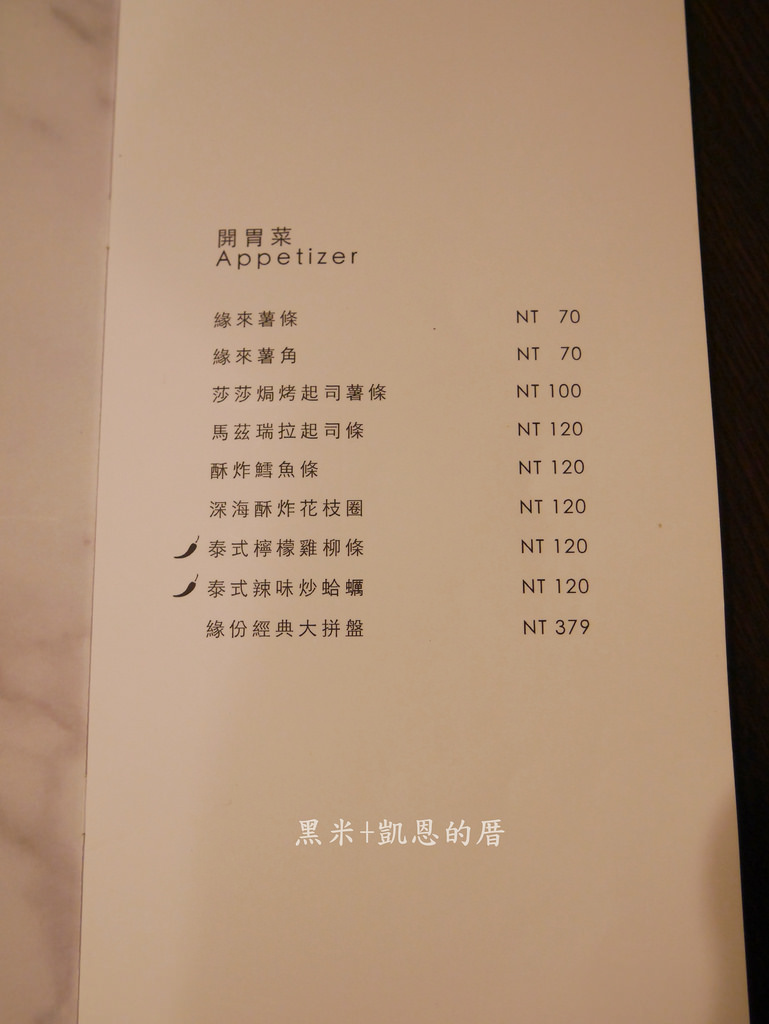 開胃菜
Appetizer
緣來薯條 NT 70
緣來薯角 NT 70
莎莎焗烤起司薯條 NT 100
馬茲瑞拉起司條 NT 120
酥炸鱈魚條 NT 120
深海酥炸花枝圈 NT 120
泰式檸檬雞柳條 NT 120
泰式辣味炒蛤蠣 NT 120
緣份經典大拼盤 NT 379
黑米+凱恩的厝